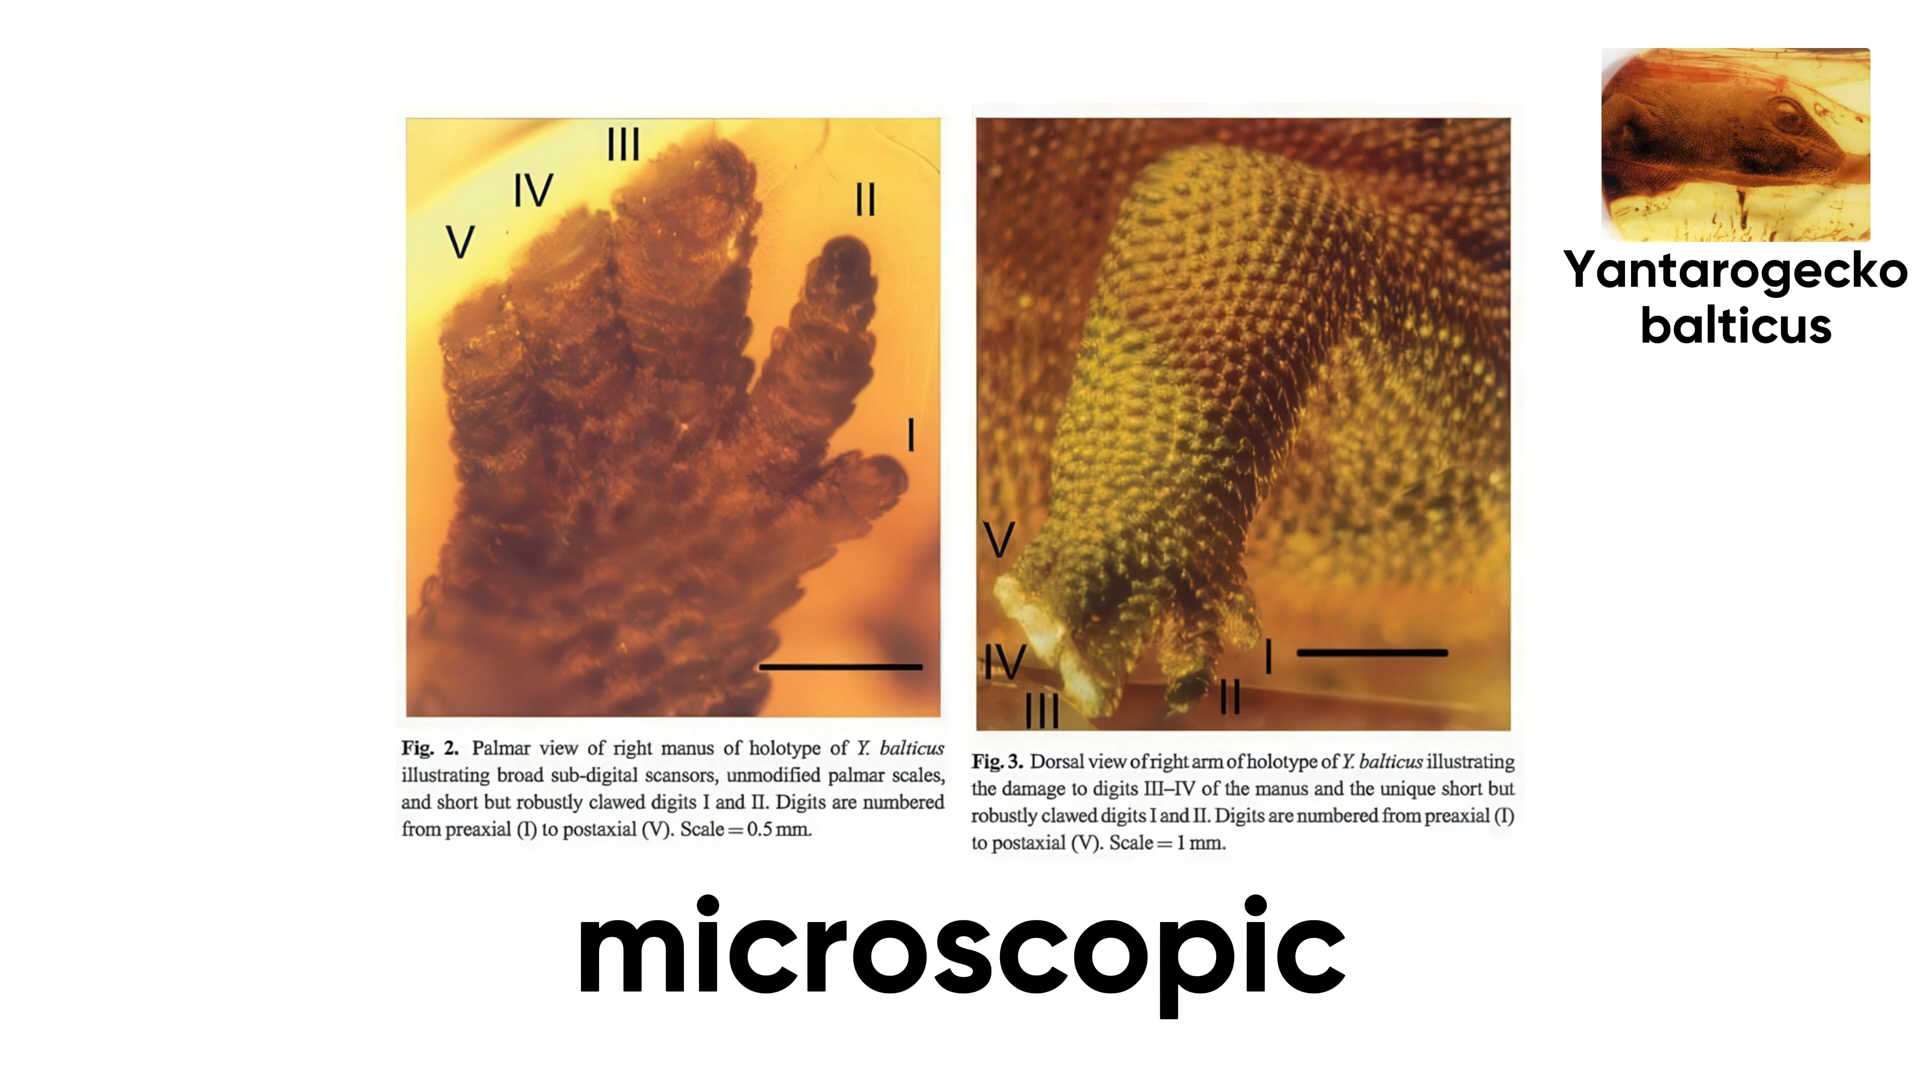 III
IV
II
V
I
V
IV
I
II
III
Fig. 2. Palmar view of right manus of holotype of Y. balticus
illustrating broad sub-digital scansors, unmodified palmar scales,
and short but robustly clawed digits I and II. Digits are numbered
from preaxial (I) to postaxial (V). Scale = 0.5 mm.
Fig. 3. Dorsal view of right arm of holotype of Y. balticus illustrating
the damage to digits III–IV of the manus and the unique short but
robustly clawed digits I and II. Digits are numbered from preaxial (I)
to postaxial (V). Scale = 1 mm.
Yantarogecko
balticus
microscopic